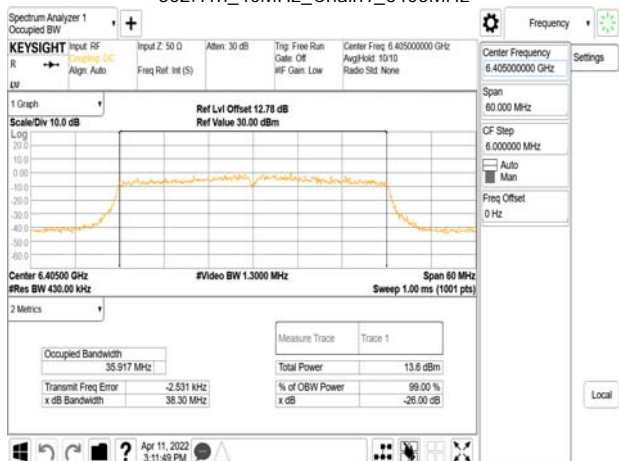 Spectrum Analyzer 1
Occupied BW
Frequency
KEYSIGHT
R
Input: RF
Coupling: DC
Align: Auto
Input Z: 50 Ω
Freq Ref: Int (S)
Atten: 30 dB
Trig: Free Run
Gate: Off
#IF Gain: Low
Center Freq: 6.405000000 GHz
Avg|Hold: 10/10
Radio Std: None
Center Frequency
6.405000000 GHz
Settings
Span
60.000 MHz
CF Step
6.000000 MHz
Auto
Man
Freq Offset
0 Hz
1 Graph
Scale/Div 10.0 dB
Ref Lvl Offset 12.78 dB
Ref Value 30.00 dBm
Log
20.0
10.0
0.00
-10.0
-20.0
-30.0
-40.0
-50.0
-60.0
Center 6.40500 GHz
#Video BW 1.3000 MHz
Span 60 MHz
#Res BW 430.00 kHz
Sweep 1.00 ms (1001 pts)
2 Metrics
Measure Trace
Trace 1
Occupied Bandwidth
35.917 MHz
Total Power
13.6 dBm
Transmit Freq Error
-2.531 kHz
% of OBW Power
99.00 %
x dB Bandwidth
38.30 MHz
x dB
-26.00 dB
Local
Apr 11, 2022
3:11:49 PM